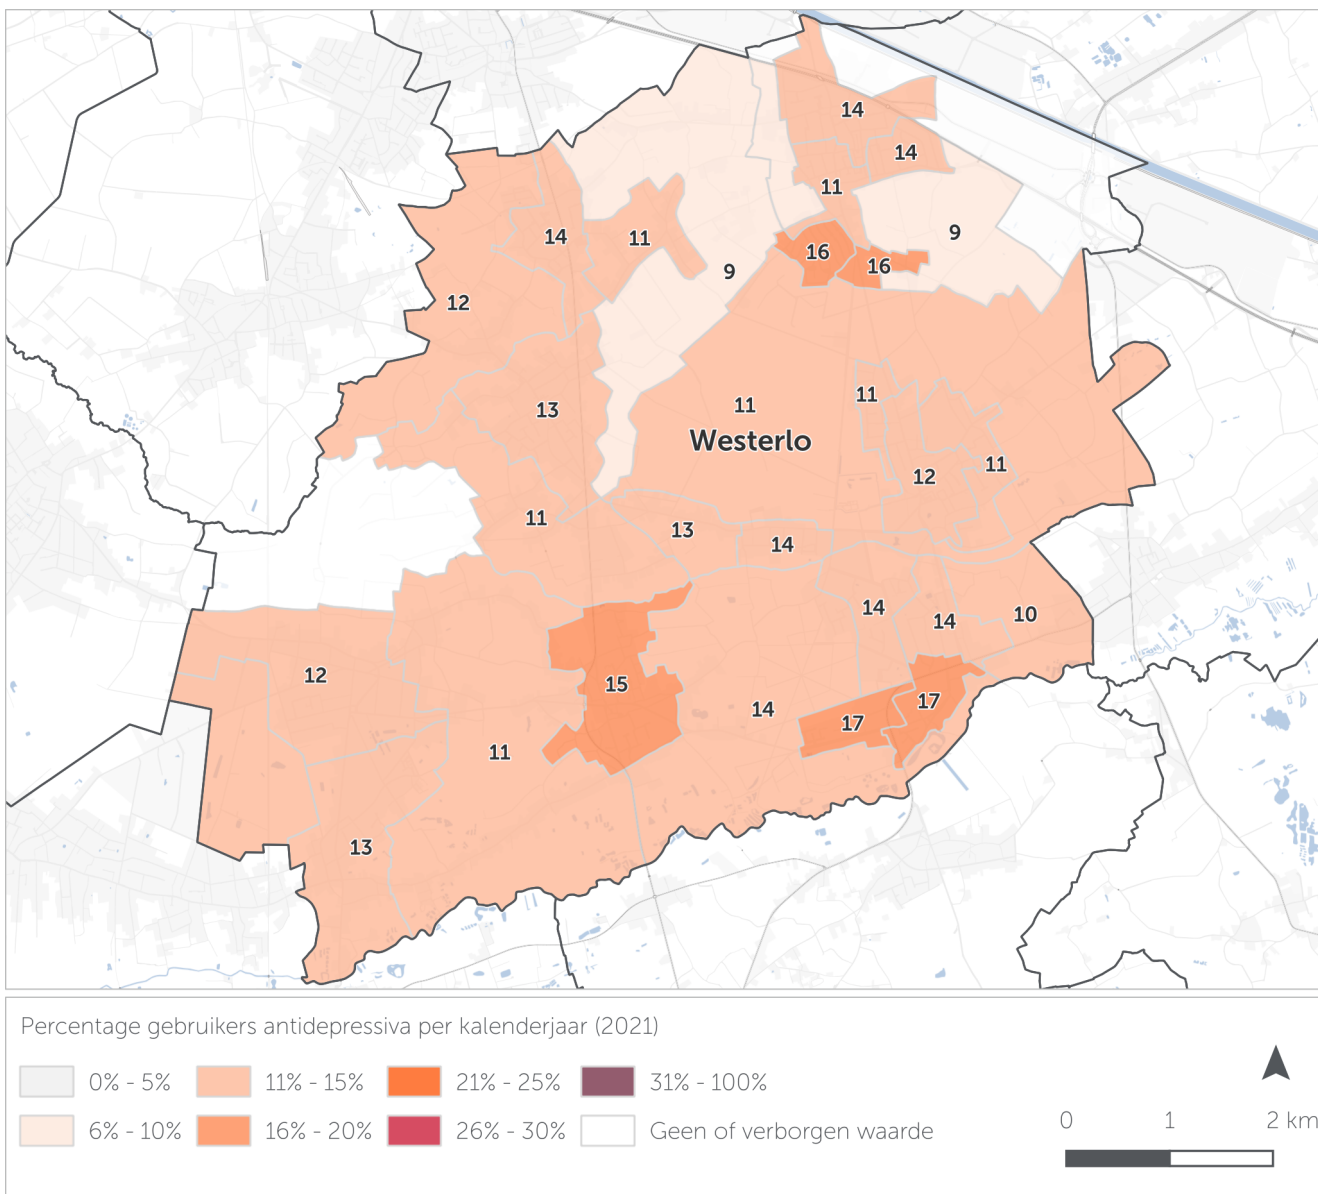 14
14
11
14
11
9
16
16
9
12
11
13
11
Westerlo
11
12
11
13
14
14
14
10
12
15
14
17
17
11
13
Percentage gebruikers antidepressiva per kalenderjaar (2021)
0% - 5%
11% - 15%
21% - 25%
31% - 100%
6% - 10%
16% - 20%
26% - 30%
Geen of verborgen waarde
0 1 2 km